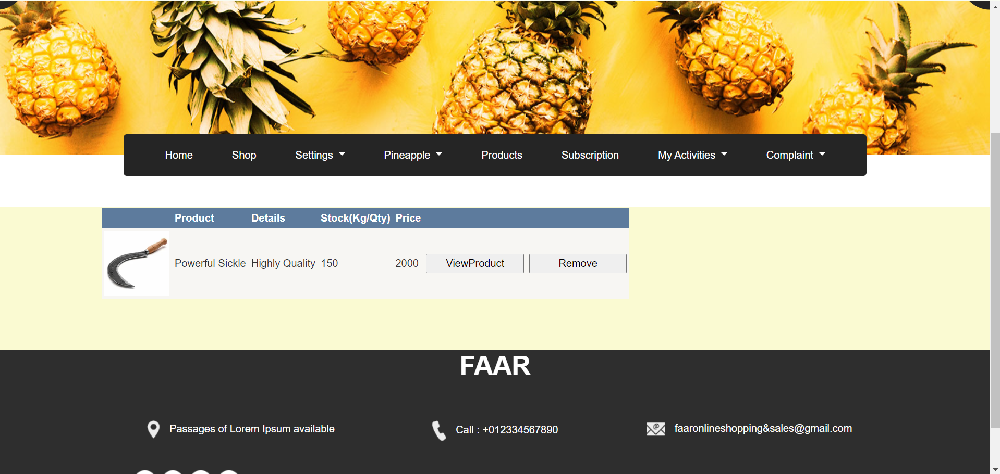 Home Shop Settings Pineapple Products Subscription My Activities Complaint
Product Details Stock(Kg/Qty) Price
Powerful Sickle Highly Quality 150 2000 ViewProduct Remove
FAAR
Passages of Lorem Ipsum available
Call : +012334567890
faaronlineshopping&sales@gmail.com